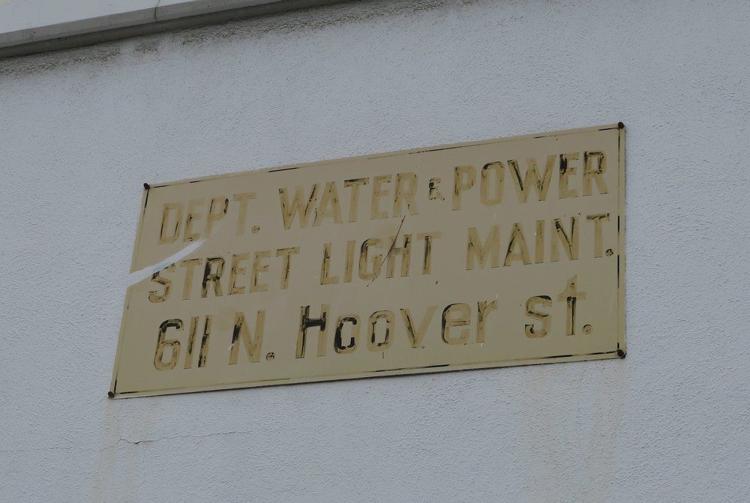 DEPT. WATER & POWER
STREET LIGHT MAINT.
611 N. Hoover st.